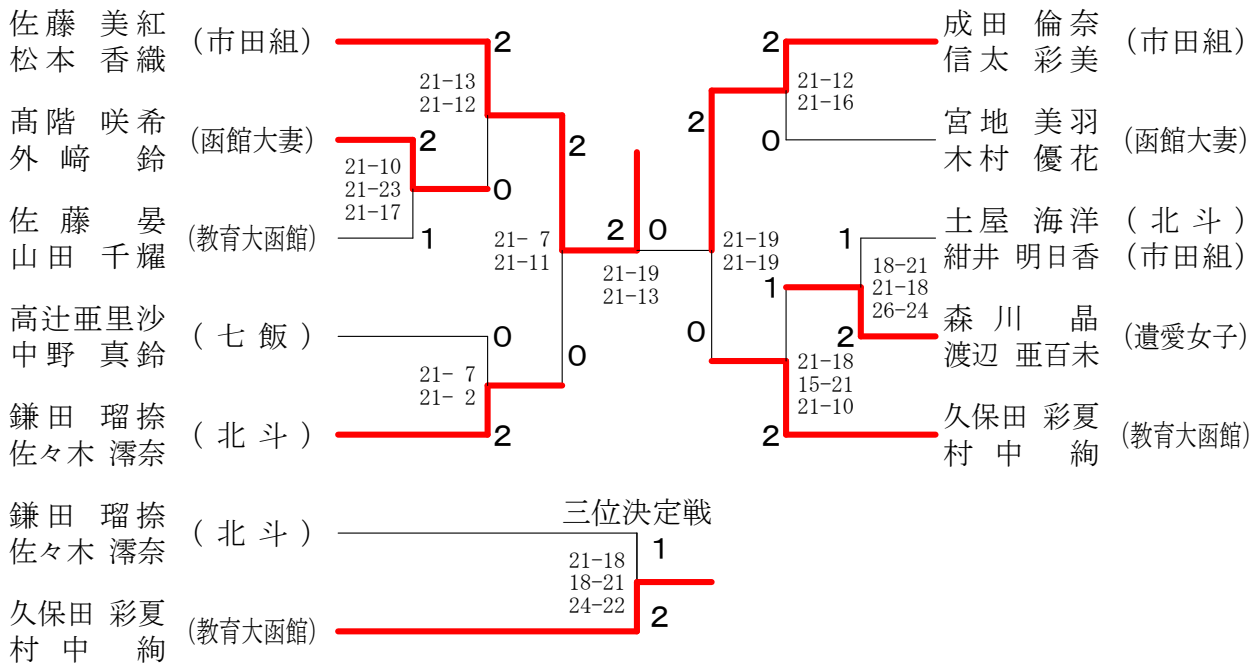 佐藤 美紅
松本 香織
(市田組)
2
21-13
21-12
髙階 咲希
外﨑 鈴
(函館大妻)
2
0
21-10
21-23
21-17
佐藤 晏
山田 千耀
(教育大函館)
1
2
21- 7
21-11
高辻亜里沙
中野 真鈴
(七飯)
0
0
21- 7
21- 2
鎌田 瑠捺
佐々木 澪奈
(北斗)
2
2
0
21-19
21-13
成田 倫奈
信太 彩美
(市田組)
2
21-12
21-16
2
宮地 美羽
木村 優花
(函館大妻)
0
土屋 海洋 (北斗)
紺井 明日香 (市田組)
1
21-19
21-19
18-21
21-18
26-24
1
森川 晶
渡辺 亜百未
(遺愛女子)
2
0
21-18
15-21
21-10
久保田 彩夏
村中 絢
(教育大函館)
2
三位決定戦
鎌田 瑠捺
佐々木 澪奈
(北斗)
1
21-18
18-21
24-22
久保田 彩夏
村中 絢
(教育大函館)
2